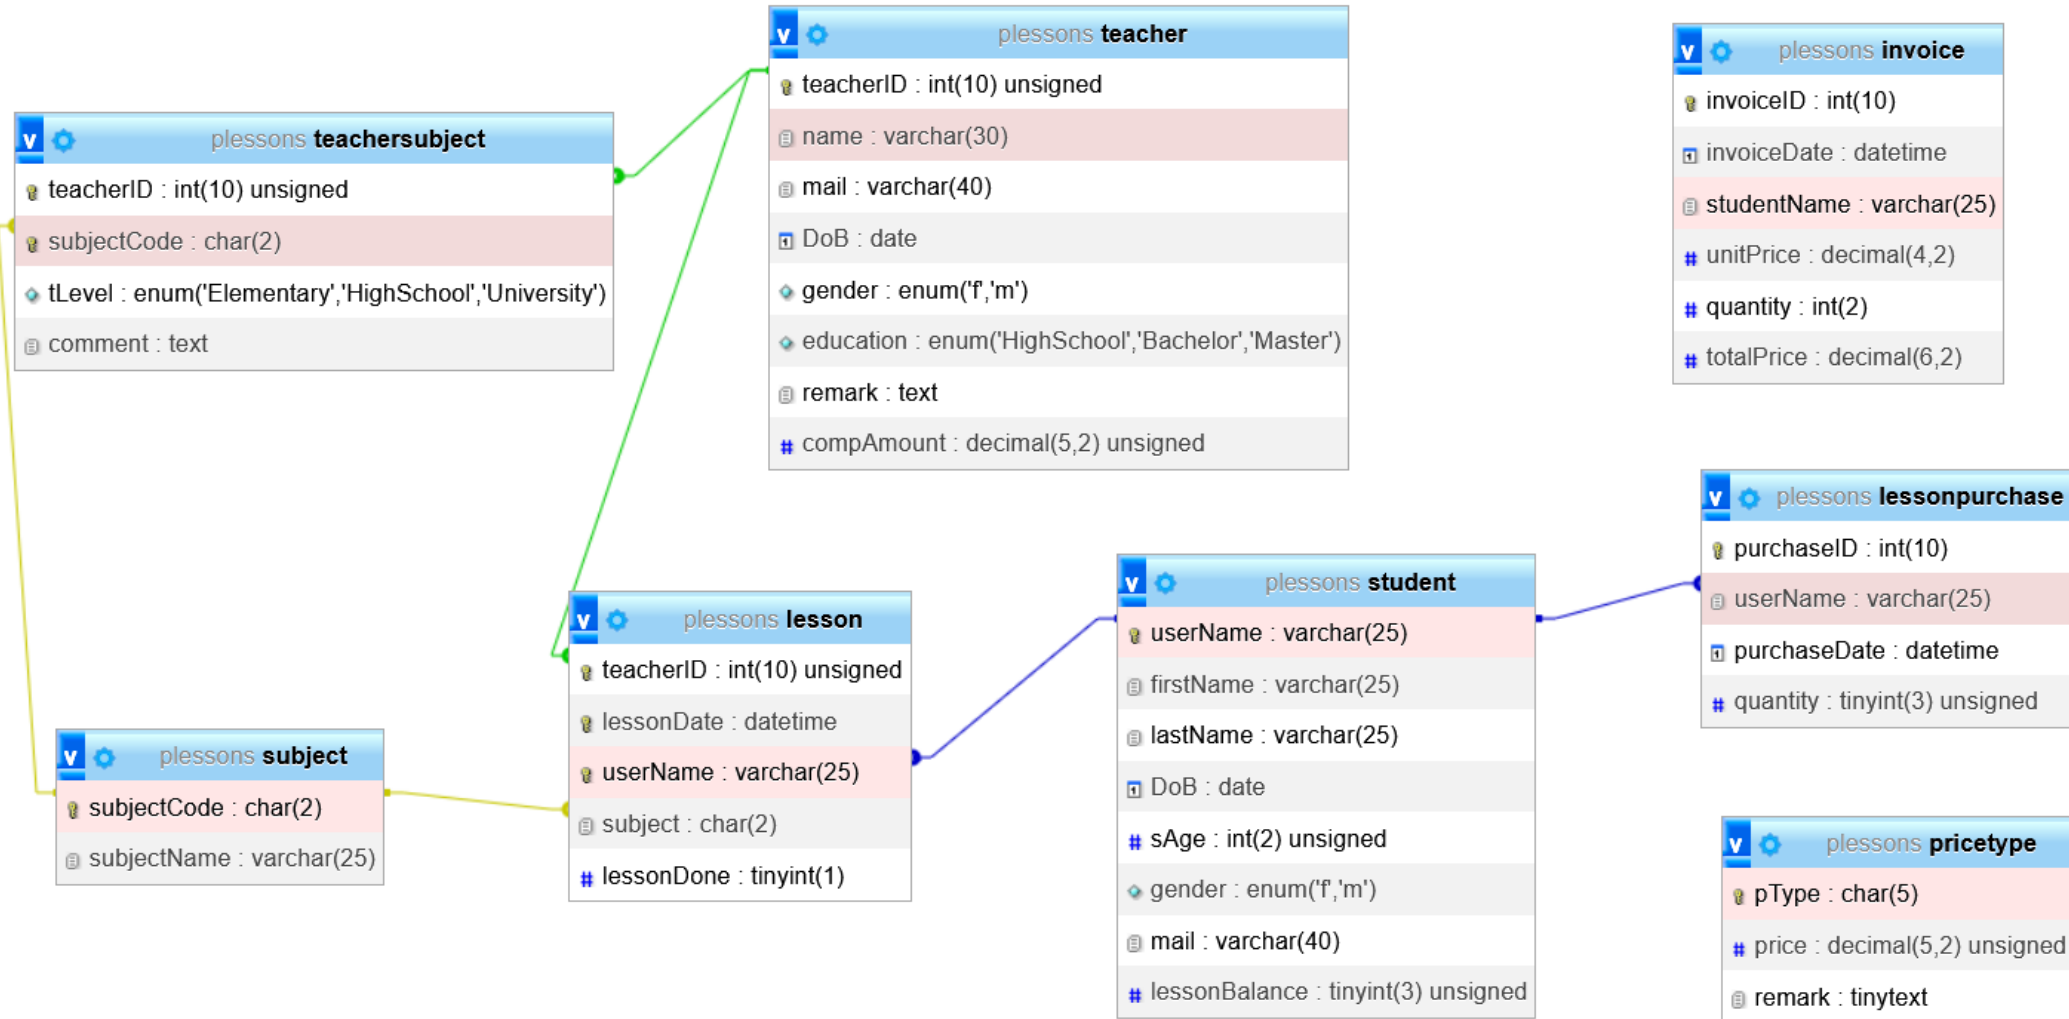 plessons teacher
teacherID : int(10) unsigned
name : varchar(30)
mail : varchar(40)
DoB : date
gender : enum('f','m')
education : enum('HighSchool','Bachelor','Master')
remark : text
compAmount : decimal(5,2) unsigned
plessons invoice
invoiceID : int(10)
invoiceDate : datetime
studentName : varchar(25)
unitPrice : decimal(4,2)
quantity : int(2)
totalPrice : decimal(6,2)
plessons teachersubject
teacherID : int(10) unsigned
subjectCode : char(2)
tLevel : enum('Elementary','HighSchool','University')
comment : text
plessons lessonpurchase
purchaseID : int(10)
userName : varchar(25)
purchaseDate : datetime
quantity : tinyint(3) unsigned
plessons student
userName : varchar(25)
firstName : varchar(25)
lastName : varchar(25)
DoB : date
sAge : int(2) unsigned
gender : enum('f','m')
mail : varchar(40)
lessonBalance : tinyint(3) unsigned
plessons lesson
teacherID : int(10) unsigned
lessonDate : datetime
userName : varchar(25)
subject : char(2)
lessonDone : tinyint(1)
plessons subject
subjectCode : char(2)
subjectName : varchar(25)
plessons pricetype
pType : char(5)
price : decimal(5,2) unsigned
remark : tinytext